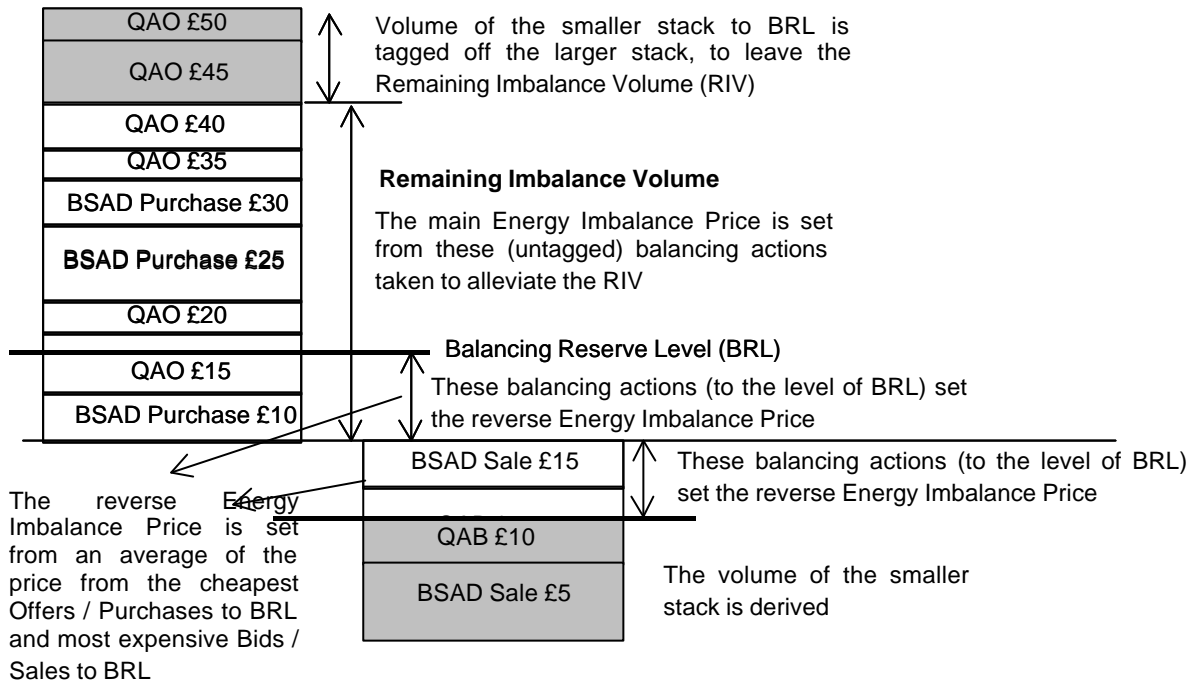 QAO £50
QAO £45
QAO £40
QAO £35
BSAD Purchase £30
BSAD Purchase £25
QAO £20
QAO £15
BSAD Purchase £10
Volume of the smaller stack to BRL is
tagged off the larger stack, to leave the
Remaining Imbalance Volume (RIV)
Remaining Imbalance Volume
The main Energy Imbalance Price is set
from these (untagged) balancing actions
taken to alleviate the RIV
Balancing Reserve Level (BRL)
These balancing actions (to the level of BRL) set
the reverse Energy Imbalance Price
BSAD Sale £15
QAB £10
BSAD Sale £5
These balancing actions (to the level of BRL)
set the reverse Energy Imbalance Price
The volume of the smaller
stack is derived
The reverse Energy
Imbalance Price is set
from an average of the
price from the cheapest
Offers / Purchases to BRL
and most expensive Bids /
Sales to BRL